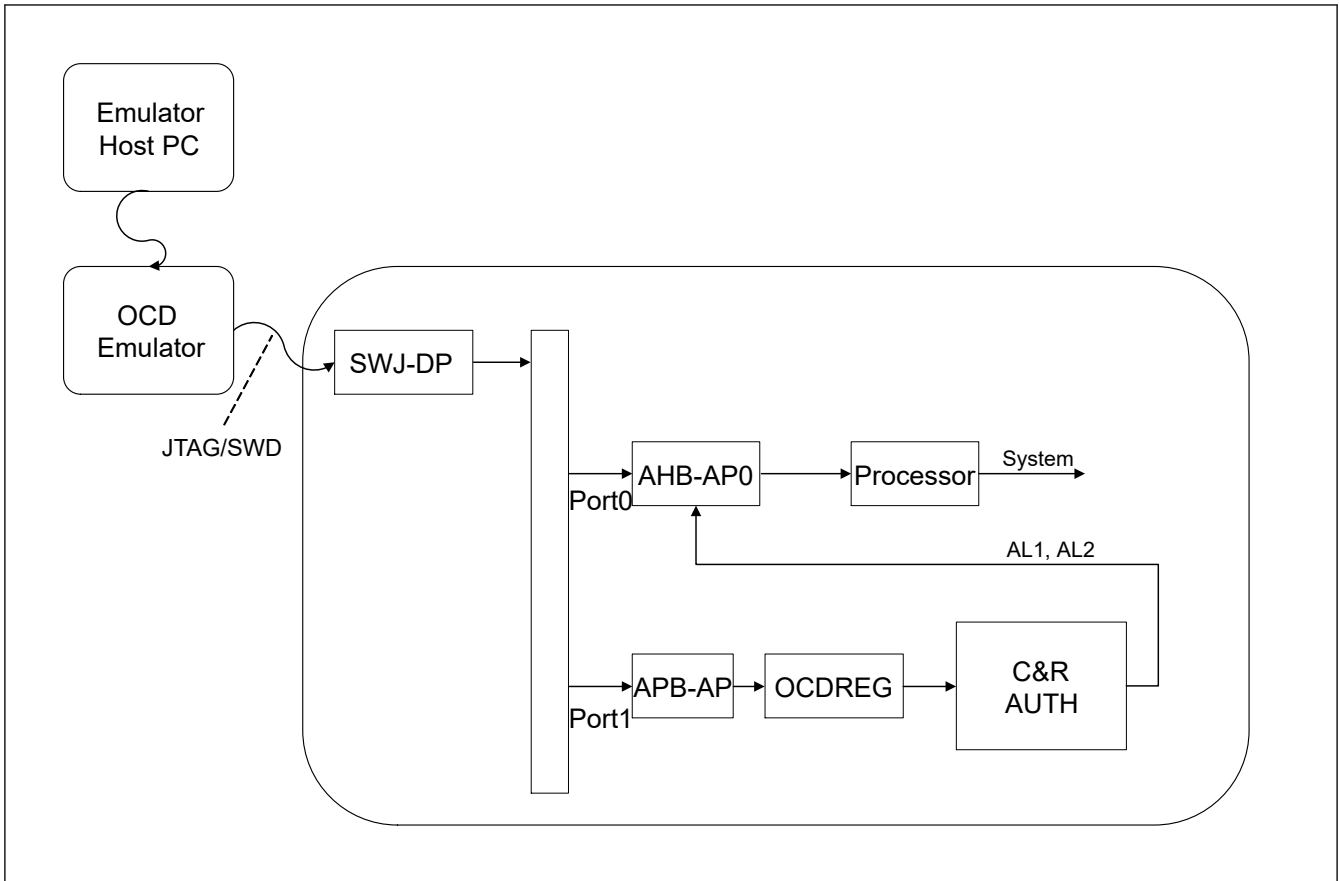 Emulator
Host PC
OCD
Emulator
JTAG/SWD
SWJ-DP
Port0
AHB-AP0
Processor
System
AL1, AL2
Port1
APB-AP
OCDREG
C&R
AUTH